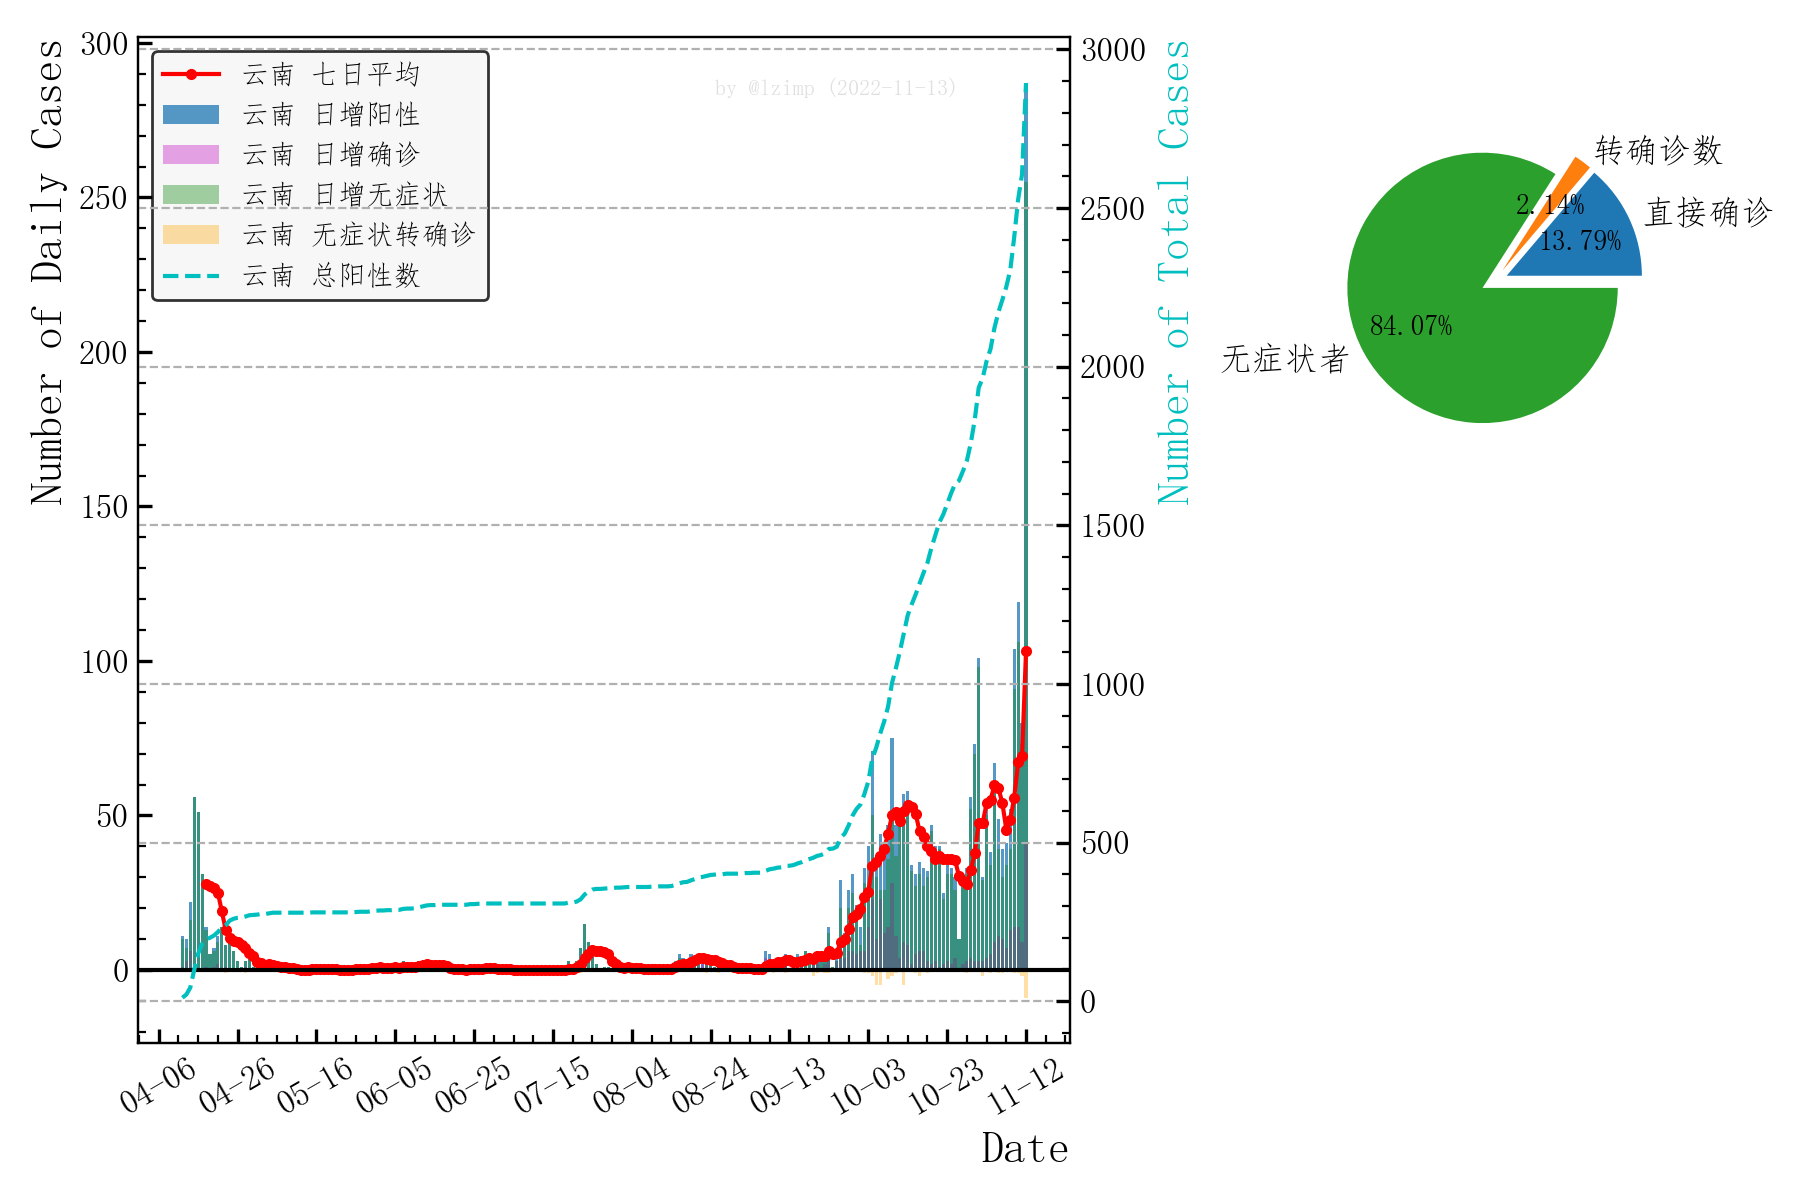 by @lzimp (2022-11-13)
云南 七日平均
云南 日增阳性
云南 日增确诊
云南 日增无症状
云南 无症状转确诊
云南 总阳性数
Number of Daily Cases
300
250
200
150
100
50
0
Number of Total Cases
3000
2500
2000
1500
1000
500
0
04-06
04-26
05-16
06-05
06-25
07-15
08-04
08-24
09-13
10-03
10-23
11-12
Date
转确诊数
2.14%
直接确诊
13.79%
84.07%
无症状者